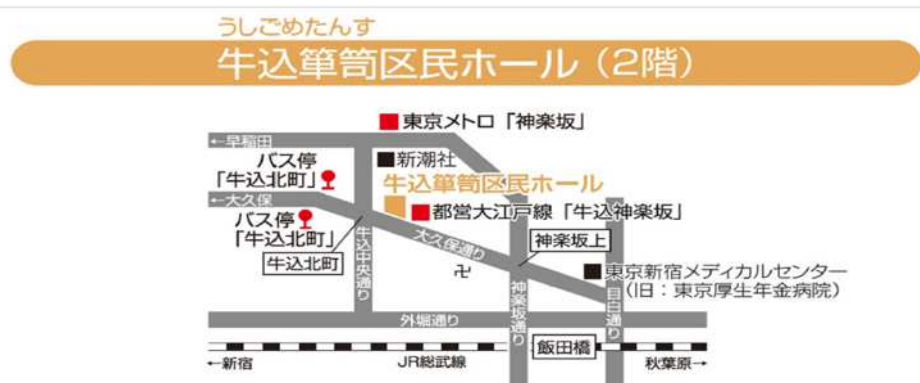 うしごめたんす
牛込箪笥区民ホール（2階）
東京メトロ「神楽坂」
←早稲田
バス停
「牛込北町」
新潮社
牛込箪笥区民ホール
←大久保
都営大江戸線「牛込神楽坂」
バス停
「牛込北町」
大久保通り
神楽坂上
牛込北町
牛込中央通り
卍
東京新宿メディカルセンター
（旧：東京厚生年金病院）
神楽坂通り
目白通り
外堀通り
飯田橋
←新宿
JR総武線
秋葉原→